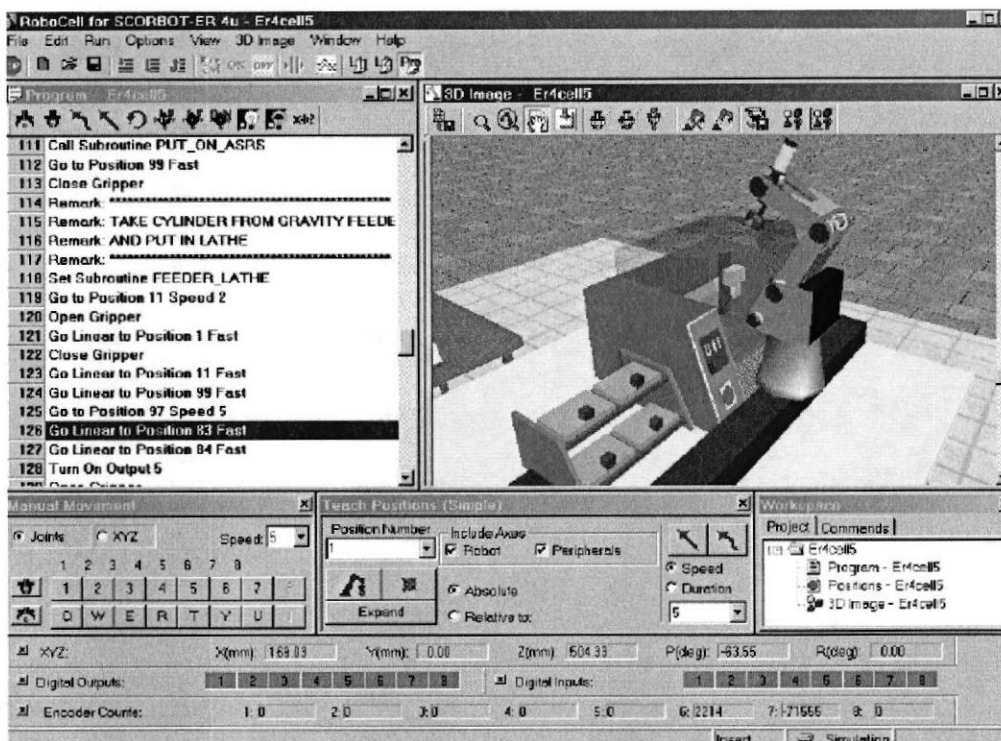 RoboCell for SCORBOT-ER 4u - Er4cell5
File Edit Run Options View 3D Image Window Help
Program - Er4cell5
3D Image - Er4cell5
111 Call Subroutine PUT_ON_ASRS
112 Go to Position 99 Fast
113 Close Gripper
114 Remark: ****************************************
115 Remark: TAKE CYLINDER FROM GRAVITY FEEDE
116 Remark: AND PUT IN LATHE
117 Remark: ****************************************
118 Set Subroutine FEEDER_LATHE
119 Go to Position 11 Speed 2
120 Open Gripper
121 Go Linear to Position 1 Fast
122 Close Gripper
123 Go Linear to Position 11 Fast
124 Go Linear to Position 99 Fast
125 Go to Position 97 Speed 5
126 Go Linear to Position 83 Fast
127 Go Linear to Position 84 Fast
128 Turn On Output 5
129 Open Gripper
Manual Movement
Joints XYZ Speed: 5
1 2 3 4 5 6 7 8
1 2 3 4 5 6 7
Q W E R T Y U I
Teach Positions (Simple)
Position Number
1
Include Axes
Robot Peripherals
Expand
Absolute
Relative to:
Speed
Duration
5
Workspace
Project Commands
Er4cell5
Program - Er4cell5
Positions - Er4cell5
3D Image - Er4cell5
XYZ: X(mm): 169.03 Y(mm): 0.00 Z(mm): 504.33 P(deg): -63.55 R(deg): 0.00
Digital Outputs: 1 2 3 4 5 6 7 8 Digital Inputs: 1 2 3 4 5 6 7 8
Encoder Counts: 1: 0 2: 0 3: 0 4: 0 5: 0 6: 2214 7: -71555 8: 0
Insert Simulation